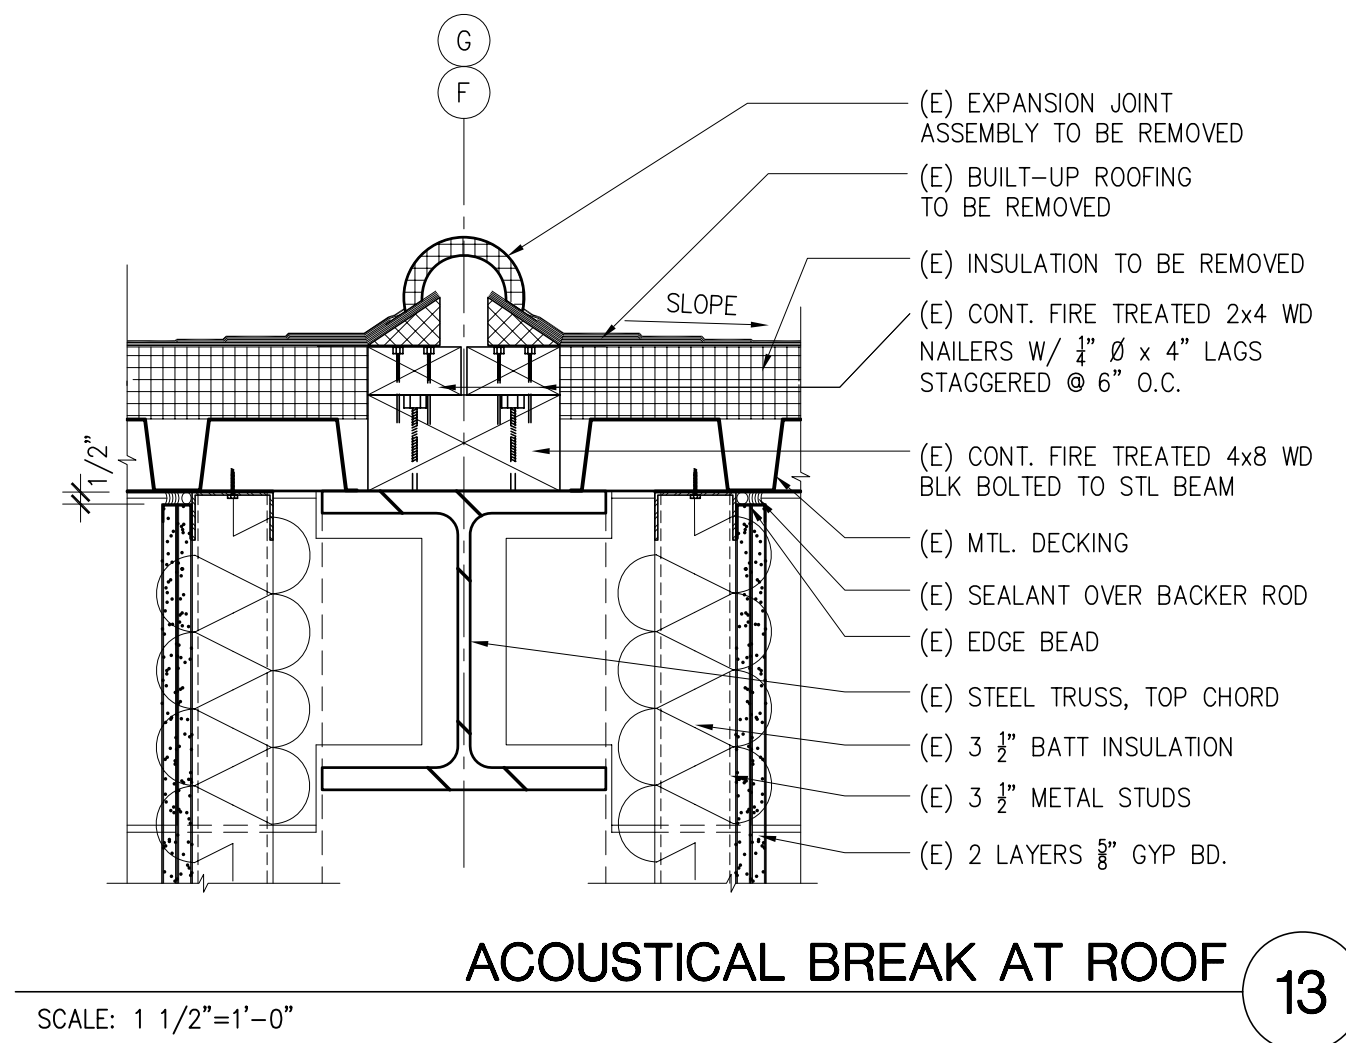 G
F
(E) EXPANSION JOINT
ASSEMBLY TO BE REMOVED
(E) BUILT-UP ROOFING
TO BE REMOVED
(E) INSULATION TO BE REMOVED
SLOPE
(E) CONT. FIRE TREATED 2x4 WD
NAILERS W/ 1/4" Ø x 4" LAGS
STAGGERED @ 6" O.C.
1/2"
(E) CONT. FIRE TREATED 4x8 WD
BLK BOLTED TO STL BEAM
(E) MTL. DECKING
(E) SEALANT OVER BACKER ROD
(E) EDGE BEAD
(E) STEEL TRUSS, TOP CHORD
(E) 3 1/2" BATT INSULATION
(E) 3 1/2" METAL STUDS
(E) 2 LAYERS 5/8" GYP BD.
ACOUSTICAL BREAK AT ROOF
13
SCALE: 1 1/2"=1'-0"